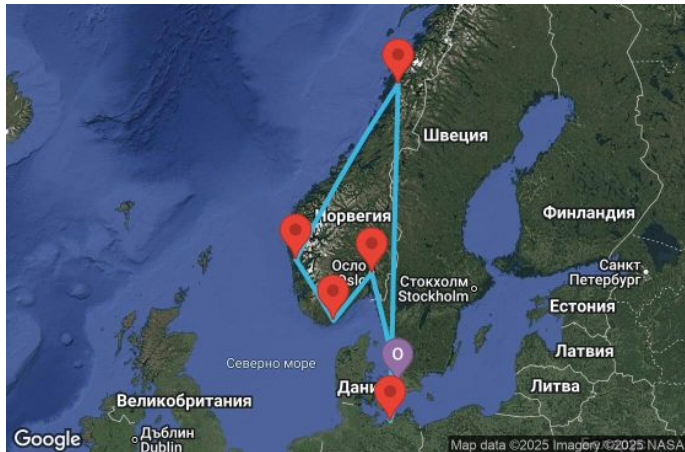 Швеция
Норвегия
Финландия
Осло
Oslo
Стокхолм
Stockholm
Санкт
Петербург
Естония
Северно море
Латвия
Дани
Литва
Великобритания
Дъблин
Dublin
O
Google
Map data ©2025 Imagery ©2025 NASA